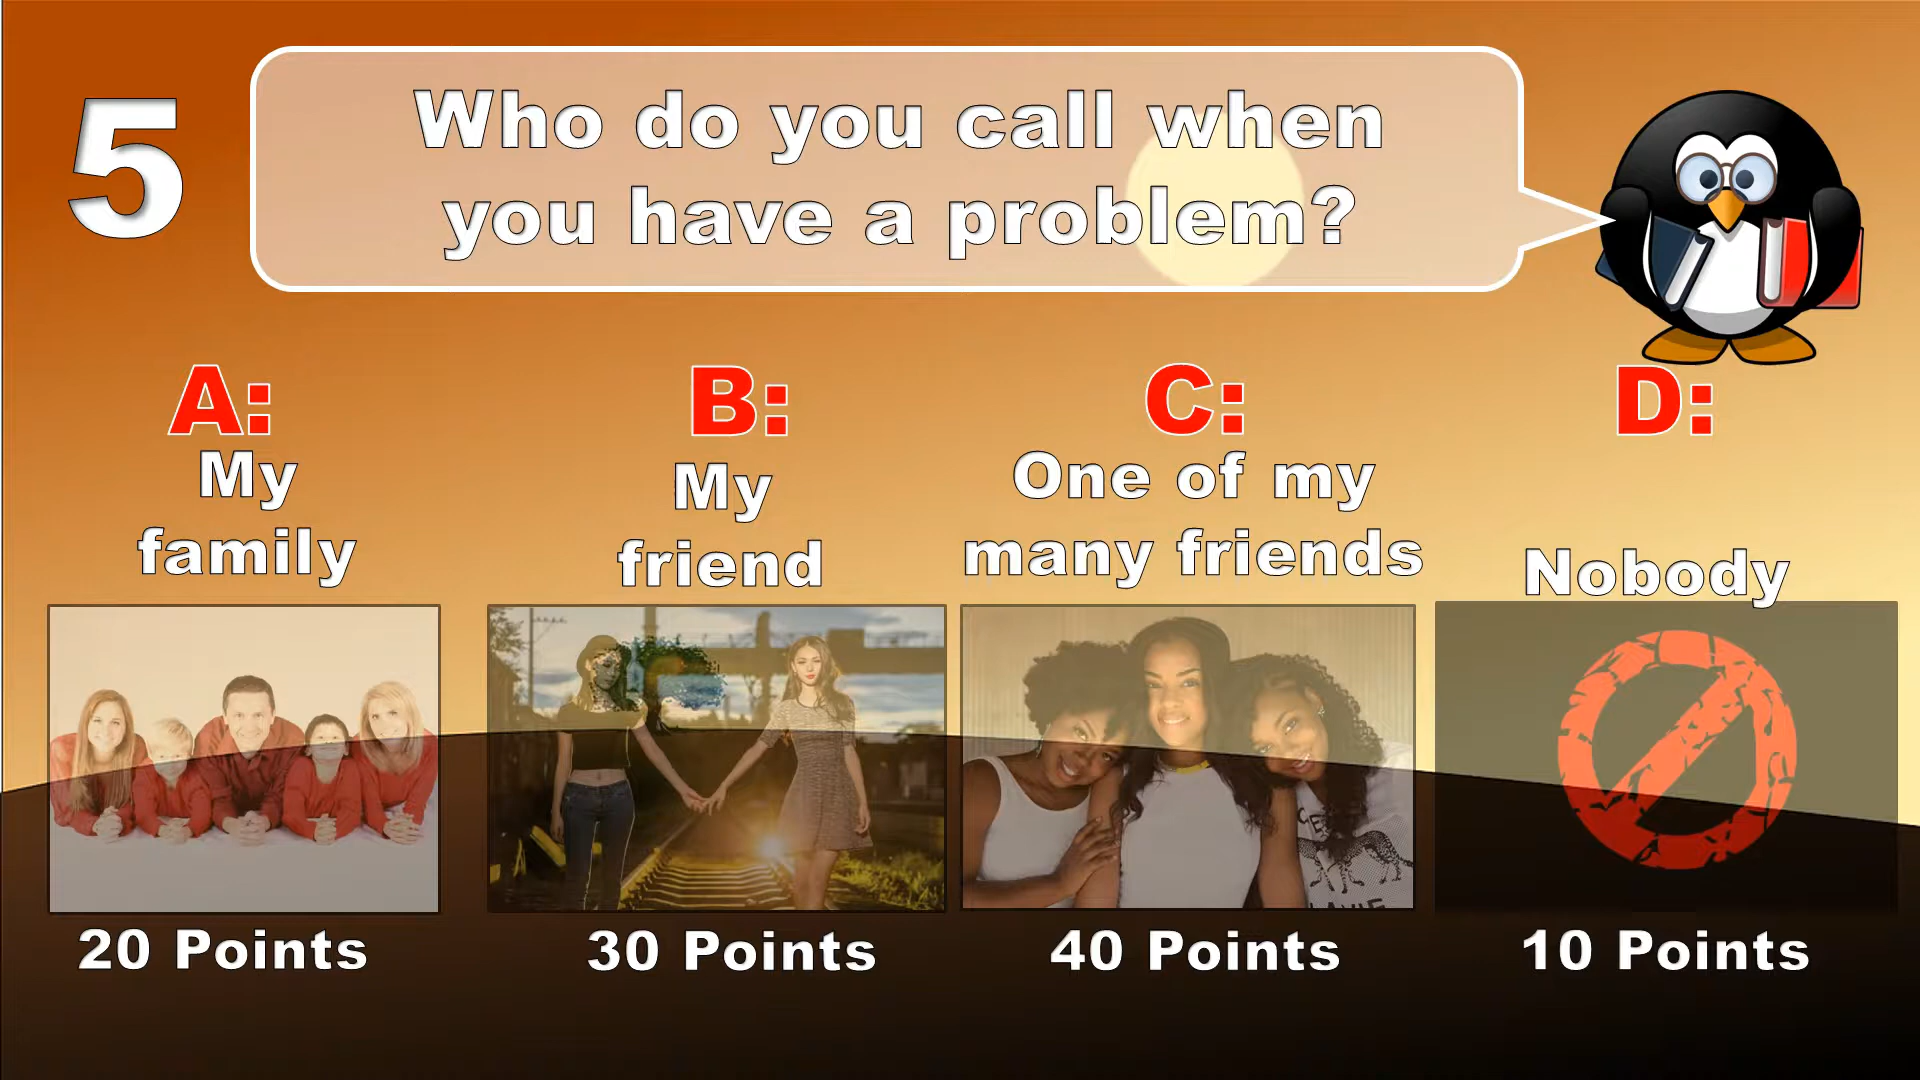 5
Who do you call when
you have a problem?
A:
My
family
20 Points
B:
My
friend
30 Points
C:
One of my
many friends
40 Points
D:
Nobody
10 Points